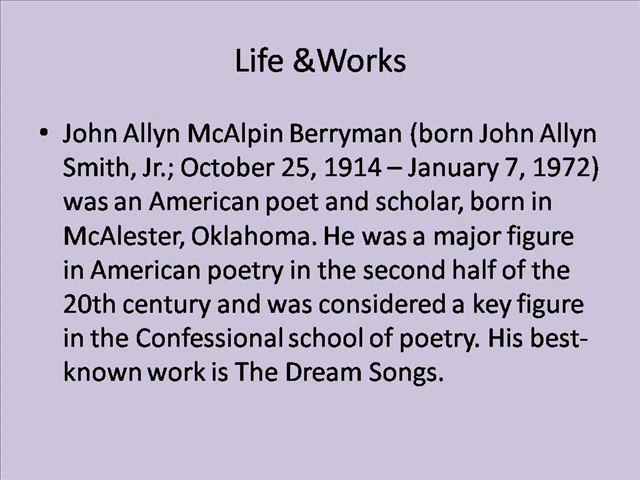 Life &Works
• John Allyn McAlpin Berryman (born John Allyn
Smith, Jr.; October 25, 1914 – January 7, 1972)
was an American poet and scholar, born in
McAlester, Oklahoma. He was a major figure
in American poetry in the second half of the
20th century and was considered a key figure
in the Confessional school of poetry. His best-
known work is The Dream Songs.